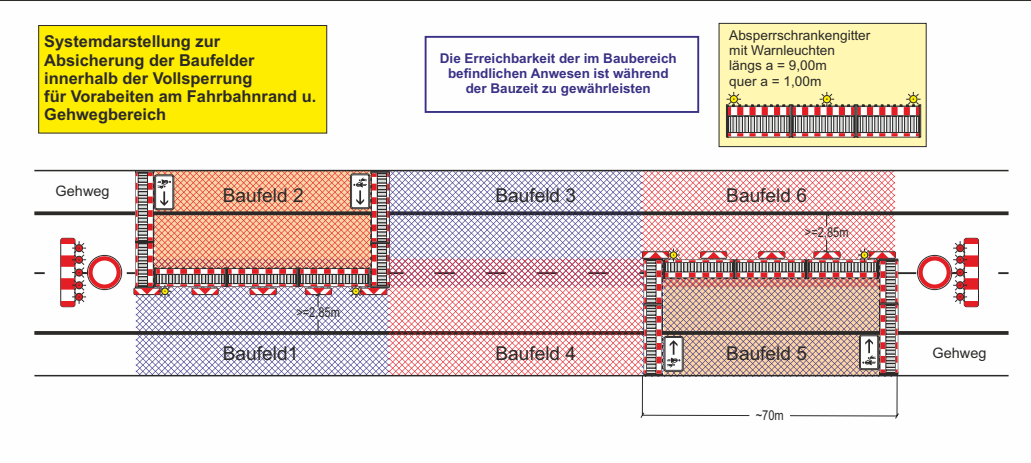 Systemdarstellung zur
Absicherung der Baufelder
innerhalb der Vollsperrung
für Vorabeiten am Fahrbahnrand u.
Gehwegbereich
Die Erreichbarkeit der im Baubereich
befindlichen Anwesen ist während
der Bauzeit zu gewährleisten
Absperrschrankengitter
mit Warnleuchten
längs a = 9,00m
quer a = 1,00m
Gehweg
Baufeld 2
Baufeld 3
Baufeld 6
>=2,85m
>=2,85m
Baufeld1
Baufeld 4
Baufeld 5
Gehweg
~70m